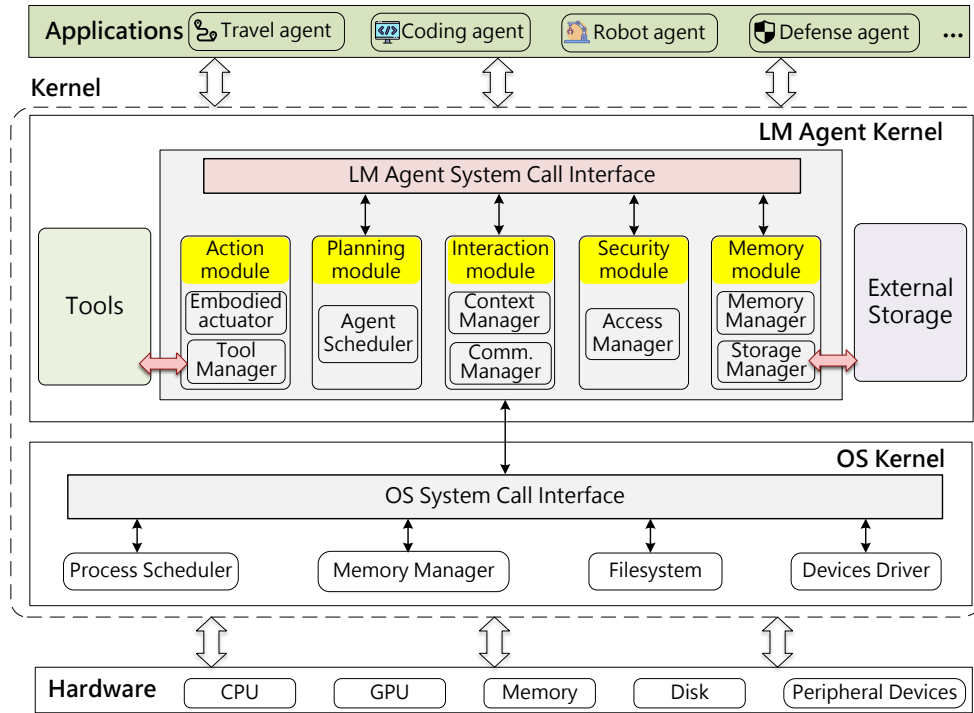 Applications
Travel agent
Coding agent
Robot agent
Defense agent
...
Kernel
LM Agent Kernel
LM Agent System Call Interface
Tools
Action
module
Embodied
actuator
Tool
Manager
Planning
module
Agent
Scheduler
Interaction
module
Context
Manager
Comm.
Manager
Security
module
Access
Manager
Memory
module
Memory
Manager
Storage
Manager
External
Storage
OS Kernel
OS System Call Interface
Process Scheduler
Memory Manager
Filesystem
Devices Driver
Hardware
CPU
GPU
Memory
Disk
Peripheral Devices